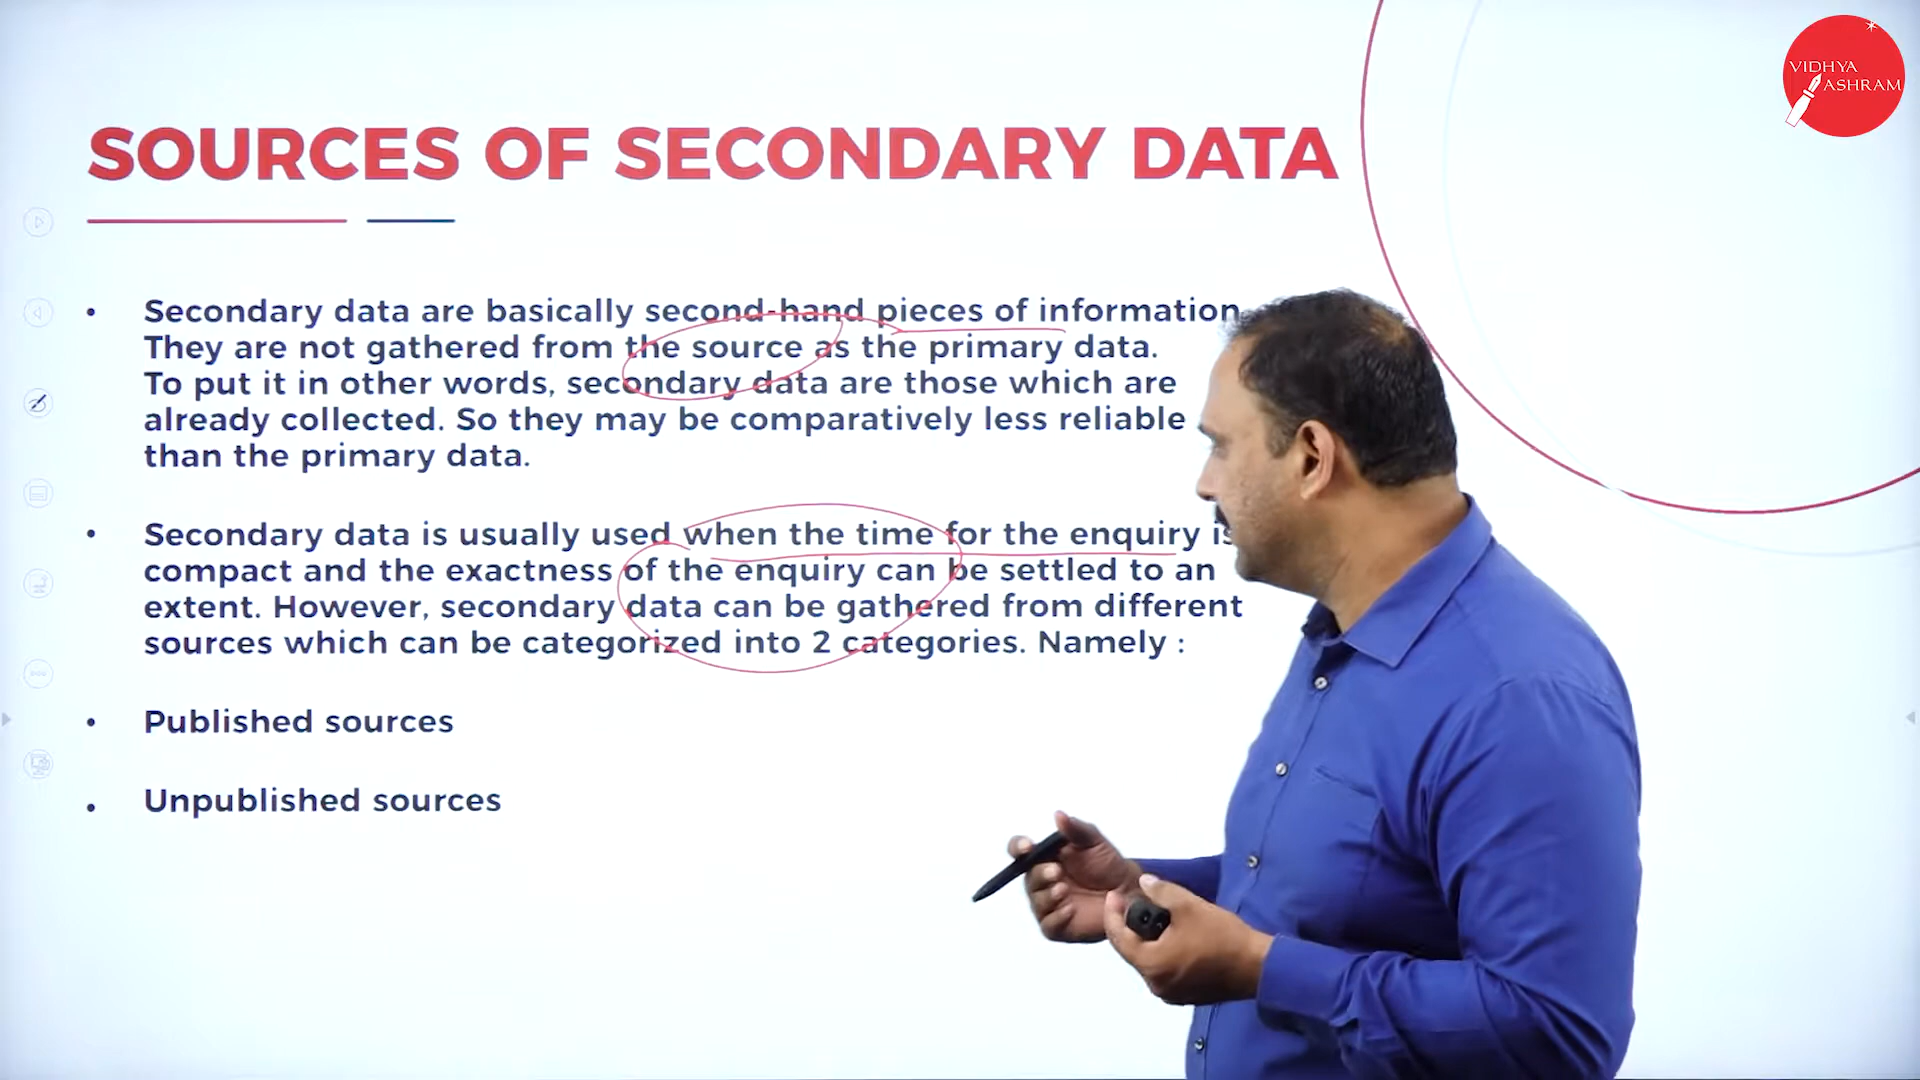 VIDHYA
ASHRAM
SOURCES OF SECONDARY DATA
• Secondary data are basically second-hand pieces of information.
They are not gathered from the source as the primary data.
To put it in other words, secondary data are those which are
already collected. So they may be comparatively less reliable
than the primary data.
• Secondary data is usually used when the time for the enquiry is
compact and the exactness of the enquiry can be settled to an
extent. However, secondary data can be gathered from different
sources which can be categorized into 2 categories. Namely :
• Published sources
• Unpublished sources